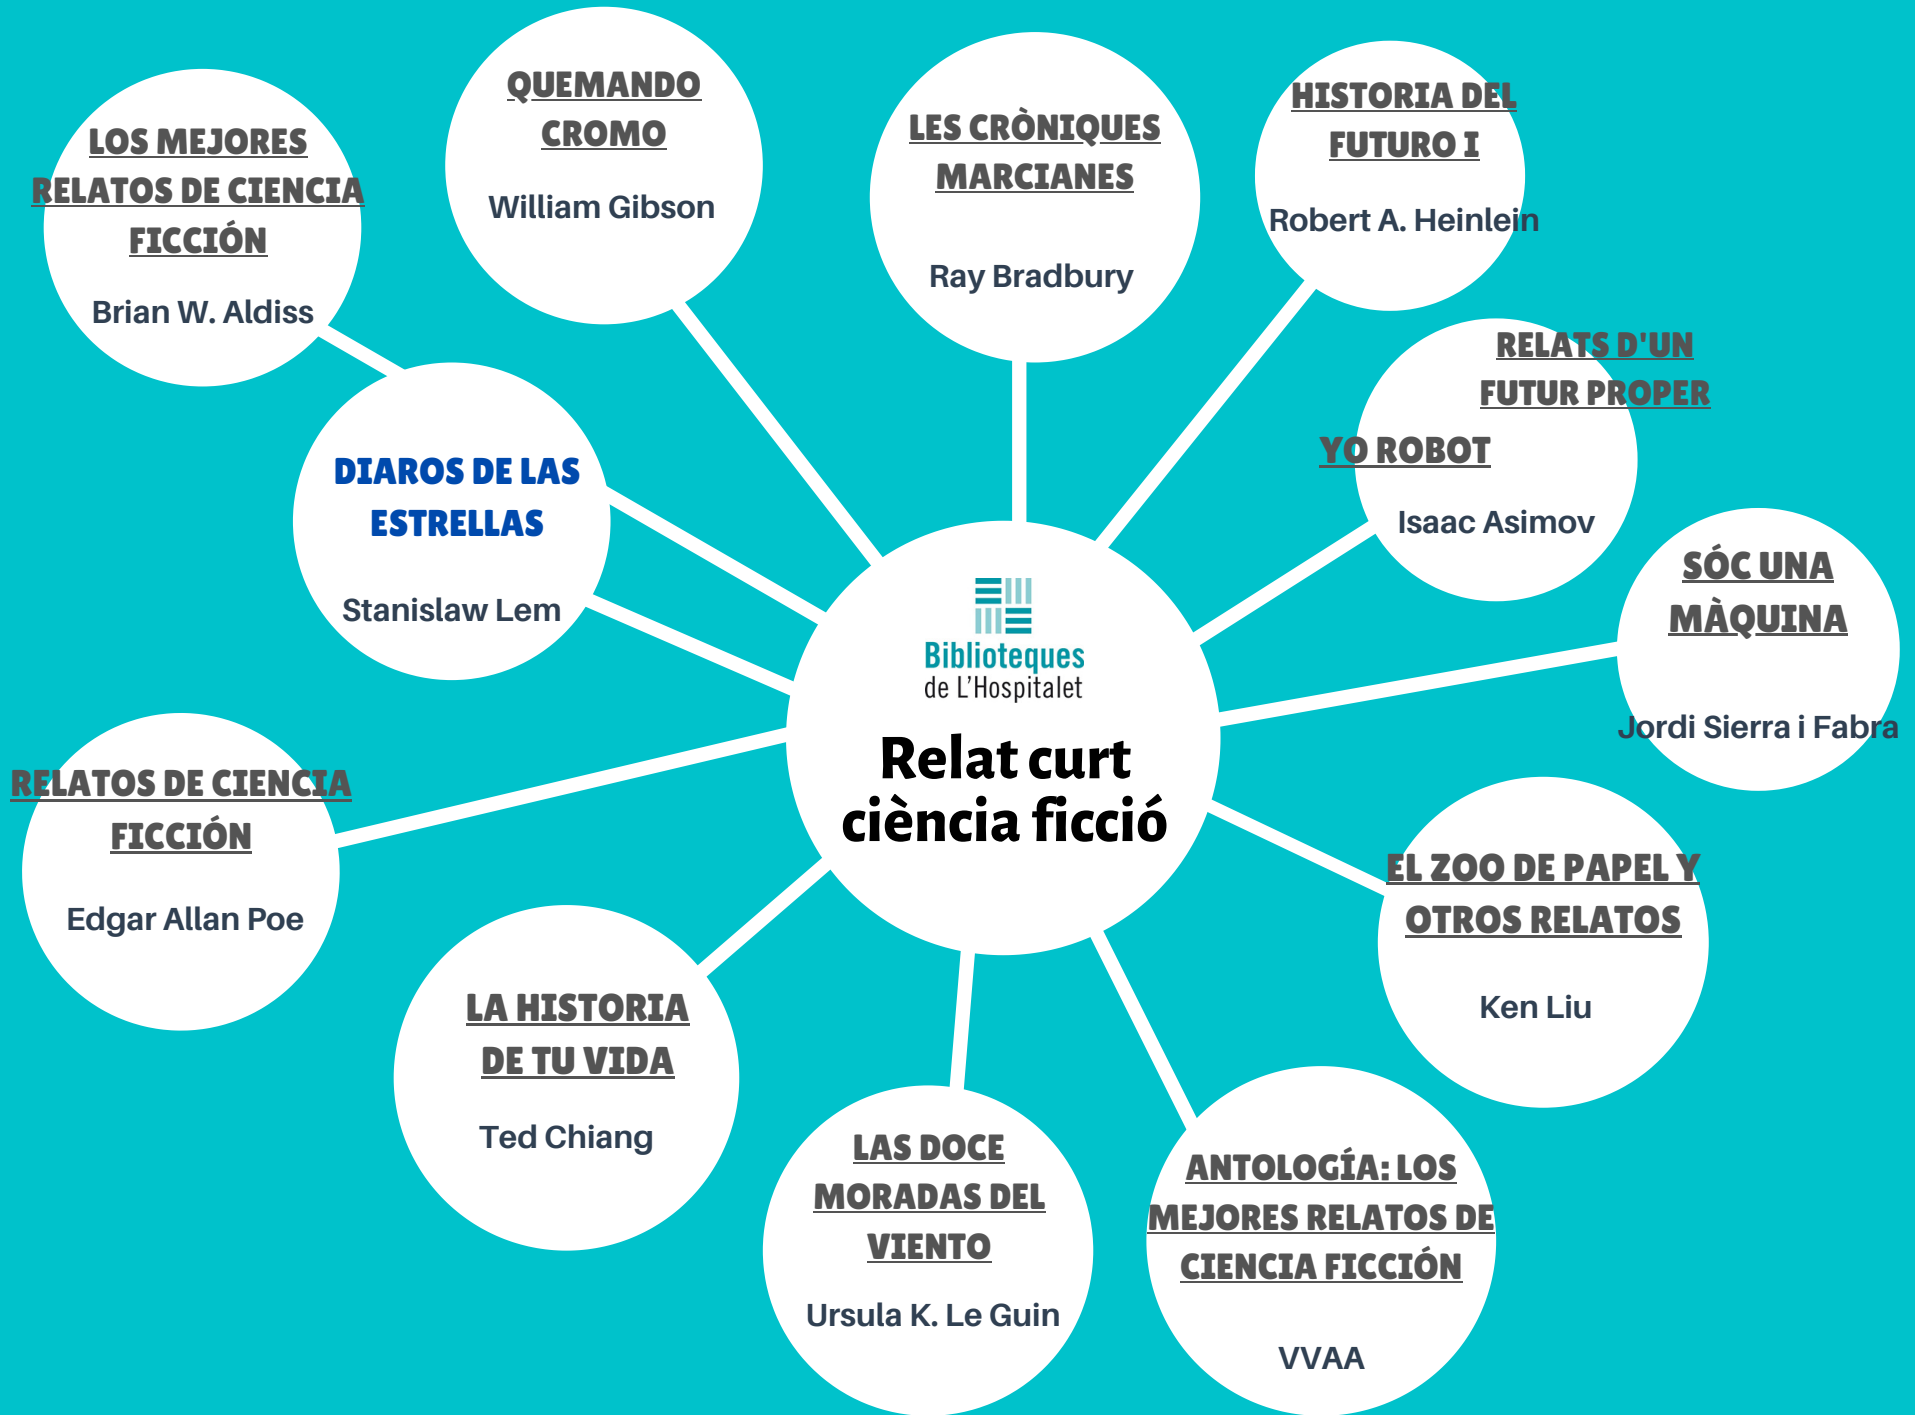 LOS MEJORES
RELATOS DE CIENCIA
FICCIÓN
Brian W. Aldiss
QUEMANDO
CROMO
William Gibson
LES CRÒNIQUES
MARCIANES
Ray Bradbury
HISTORIA DEL
FUTURO I
Robert A. Heinlein
RELATS D'UN
FUTUR PROPER
YO ROBOT
Isaac Asimov
DIAROS DE LAS
ESTRELLAS
Stanislaw Lem
SÓC UNA
MÀQUINA
Jordi Sierra i Fabra
Biblioteques
de L'Hospitalet
Relat curt
ciència ficció
RELATOS DE CIENCIA
FICCIÓN
Edgar Allan Poe
EL ZOO DE PAPEL Y
OTROS RELATOS
Ken Liu
LA HISTORIA
DE TU VIDA
Ted Chiang
LAS DOCE
MORADAS DEL
VIENTO
Ursula K. Le Guin
ANTOLOGÍA: LOS
MEJORES RELATOS DE
CIENCIA FICCIÓN
VVAA